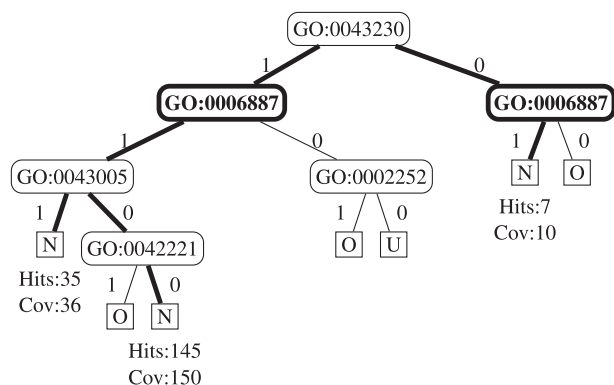 GO:0043230
1 0
GO:0006887 GO:0006887
1 0 1 0
GO:0043005 GO:0002252 N O
1 0 1 0 Hits:7
N GO:0042221 O U Cov:10
Hits:35 1 0
Cov:36 O N
Hits:145
Cov:150